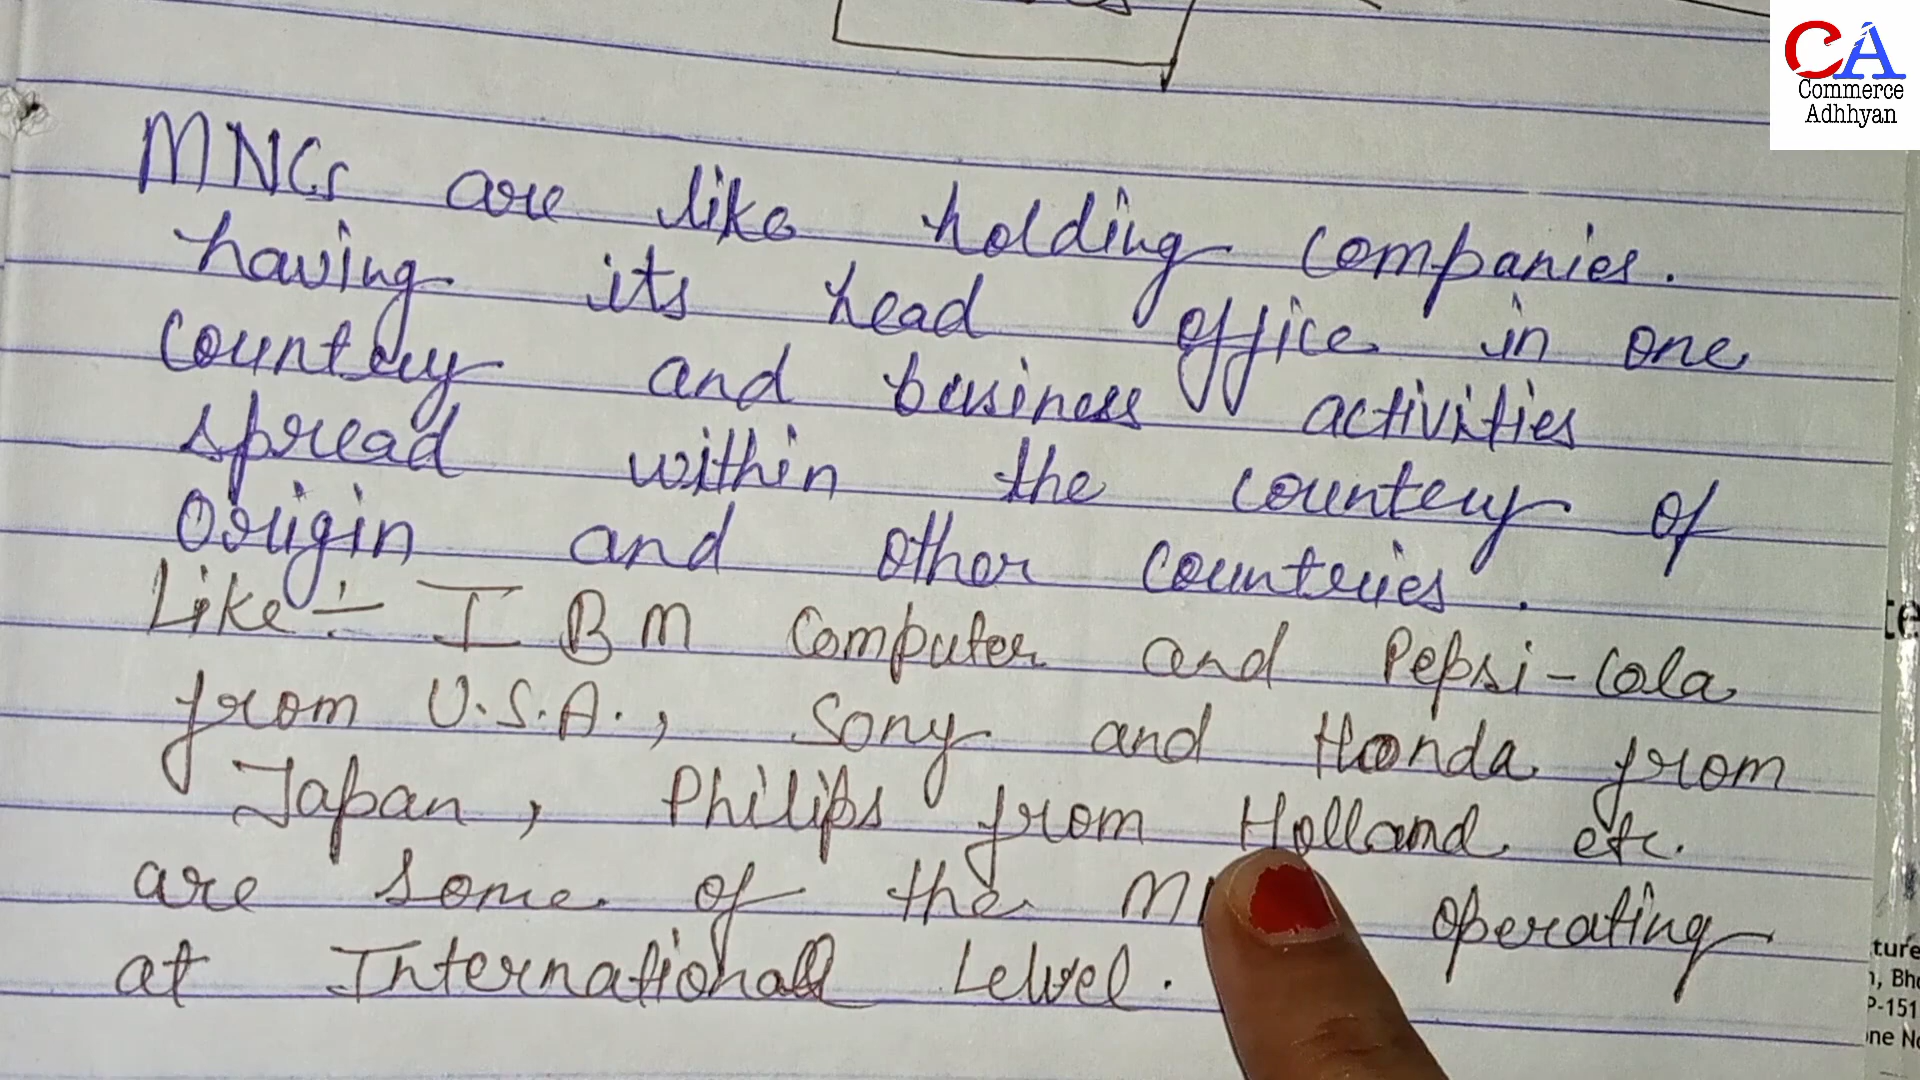 CA
Commerce
Adhhyan
MNCs are like holding companies.
having its head office in one
country and business activities
spread within the country of
origin and other countries.
Like :- IBM Computer and Pepsi-Cola
from U.S.A., Sony and Honda from
Japan, Philips from Holland etc.
are some of the operating
at International Level.
ture
P-151